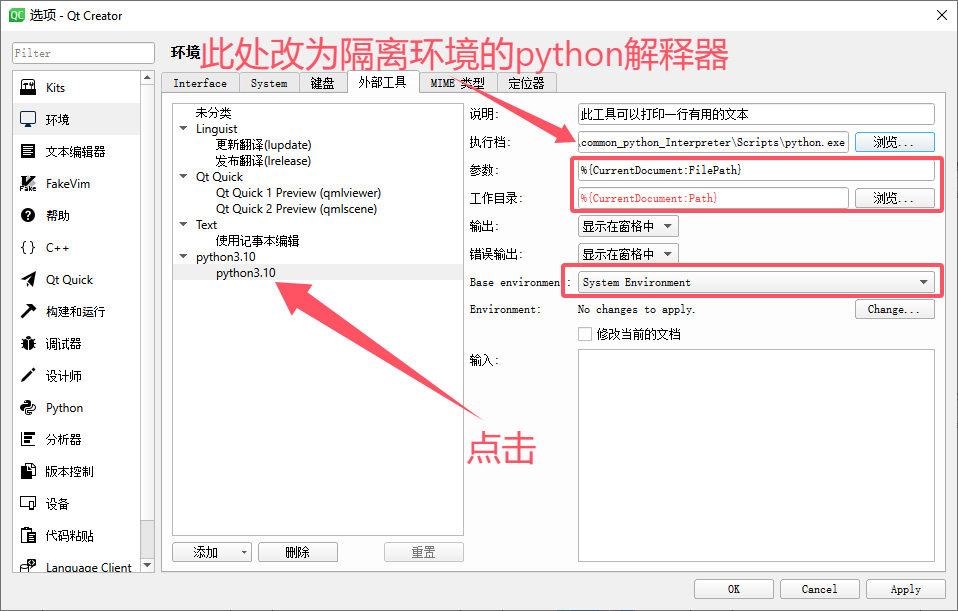 选项 - Qt Creator
Filter
Kits
环境
文本编辑器
FakeVim
帮助
C++
Qt Quick
构建和运行
调试器
设计师
Python
分析器
版本控制
设备
代码粘贴
Language Client
环境
此处改为隔离环境的python解释器
Interface
System
键盘
外部工具
MIME 类型
定位器
未分类
Linguist
更新翻译(lupdate)
发布翻译(lrelease)
Qt Quick
Qt Quick 1 Preview (qmlviewer)
Qt Quick 2 Preview (qmlscene)
Text
使用记事本编辑
python3.10
python3.10
点击
添加
删除
重置
说明:
此工具可以打印一行有用的文本
执行档:
common_python_Interpreter\Scripts\python.exe
浏览...
参数:
%{CurrentDocument:FilePath}
工作目录:
%{CurrentDocument:Path}
浏览...
输出:
显示在窗格中
错误输出:
显示在窗格中
Base environment:
System Environment
Environment:
No changes to apply.
Change...
修改当前的文档
输入:
OK
Cancel
Apply